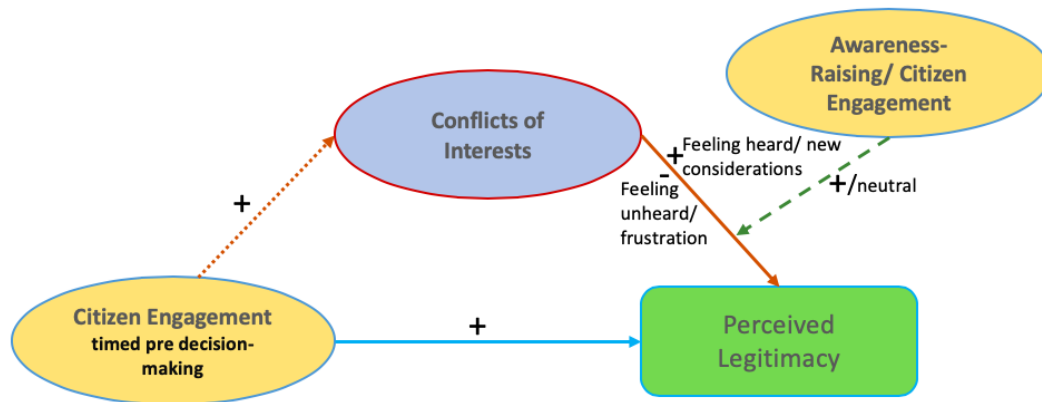 Awareness-
Raising/ Citizen
Engagement
Conflicts of
Interests
+ Feeling heard/ new
considerations
-
Feeling
unheard/
frustration
+/neutral
+
Citizen Engagement
timed pre decision-
making
+
Perceived
Legitimacy